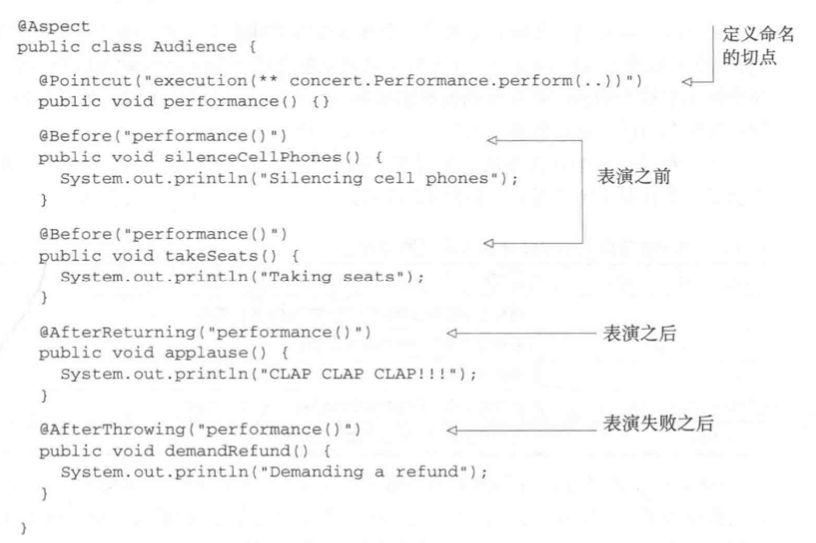 @Aspect
public class Audience {
@Pointcut("execution(** concert.Performance.perform(..))")
public void performance() {}
定义命名
的切点
@Before("performance()")
public void silenceCellPhones() {
System.out.println("Silencing cell phones");
}
表演之前
@Before("performance()")
public void takeSeats() {
System.out.println("Taking seats");
}
@AfterReturning("performance()")
表演之后
public void applause() {
System.out.println("CLAP CLAP CLAP!!!");
}
@AfterThrowing("performance()")
表演失败之后
public void demandRefund() {
System.out.println("Demanding a refund");
}
}